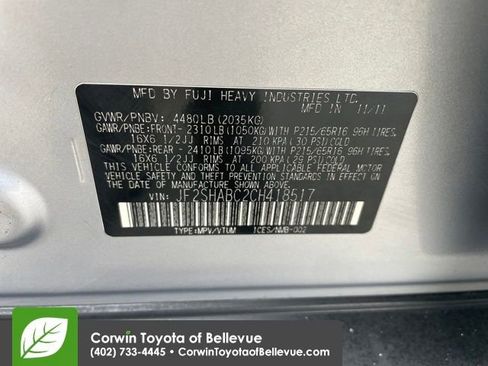 MFD BY FUJI HEAVY INDUSTRIES LTD.
MFD IN 11/11
GVWR/PNBV: 4480LB(2035KG)
GAWR/PNBE:FRONT- 2310LB(1050KG)WITH P215/65R16 96H TIRES.
16X6 1/2JJ RIMS AT 210 KPA(30 PSI)COLD
GAWR/PNBE:REAR - 2410LB(1095KG)WITH P215/65R16 96H TIRES.
16X6 1/2JJ RIMS AT 200 KPA(29 PSI)COLD
THIS VEHICLE CONFORMS TO ALL APPLICABLE FEDERAL MOTOR
VEHICLE SAFETY AND THEFT PREVENTION STANDARDS IN EFFECT
ON THE DATE OF MANUFACTURE SHOWN ABOVE.
VIN: JF2SHABC2CH418517
TYPE:MPV/VTUM ICES/NMB-002
Corwin Toyota of Bellevue
(402) 733-4445 • CorwinToyotaofBellevue.com